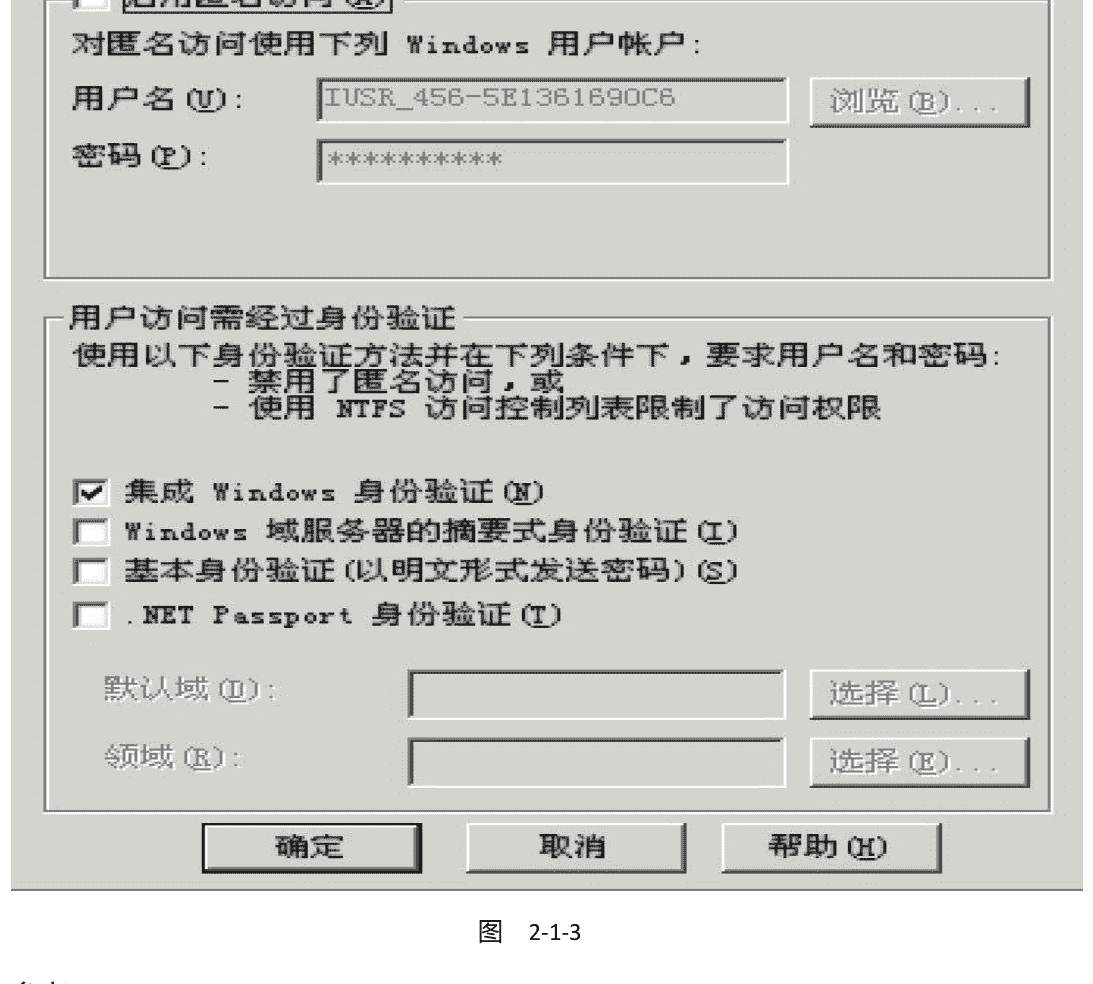 启用匿名访问(A)
对匿名访问使用下列 Windows 用户帐户:
用户名(U): IUSR_456-5E1361690C6 浏览(B)...
密码(P): **********
用户访问需经过身份验证
使用以下身份验证方法并在下列条件下，要求用户名和密码:
- 禁用了匿名访问，或
- 使用 NTFS 访问控制列表限制了访问权限
集成 Windows 身份验证(N)
Windows 域服务器的摘要式身份验证(I)
基本身份验证(以明文形式发送密码)(S)
.NET Passport 身份验证(T)
默认域(D): 选择(L)...
领域(R): 选择(E)...
确定 取消 帮助(H)
图 2-1-3